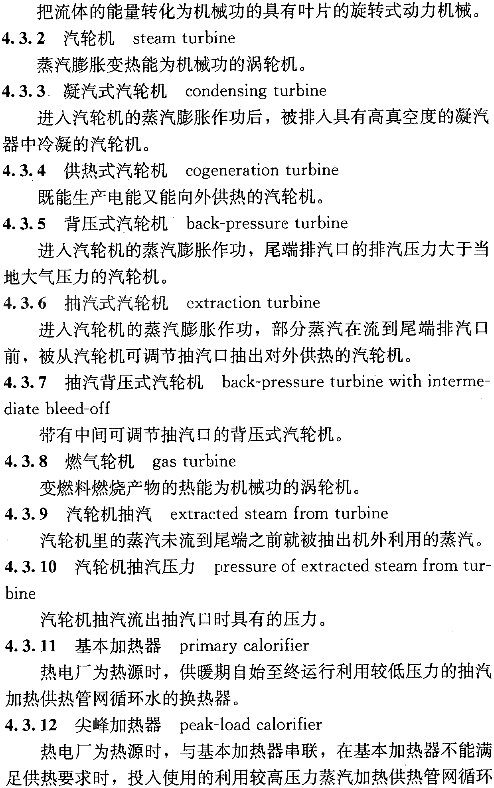 把流体的能量转化为机械功的具有叶片的旋转式动力机械。
4.3.2 汽轮机 steam turbine
蒸汽膨胀变热能为机械功的涡轮机。
4.3.3 凝汽式汽轮机 condensing turbine
进入汽轮机的蒸汽膨胀作功后，被排入具有高真空度的凝汽
器中冷凝的汽轮机。
4.3.4 供热式汽轮机 cogeneration turbine
既能生产电能又能向外供热的汽轮机。
4.3.5 背压式汽轮机 back-pressure turbine
进入汽轮机的蒸汽膨胀作功，尾端排汽口的排汽压力大于当
地大气压力的汽轮机。
4.3.6 抽汽式汽轮机 extraction turbine
进入汽轮机的蒸汽膨胀作功，部分蒸汽在流到尾端排汽口
前，被从汽轮机可调节抽汽口抽出对外供热的汽轮机。
4.3.7 抽汽背压式汽轮机 back-pressure turbine with interme-
diate bleed-off
带有中间可调节抽汽口的背压式汽轮机。
4.3.8 燃气轮机 gas turbine
变燃料燃烧产物的热能为机械功的涡轮机。
4.3.9 汽轮机抽汽 extracted steam from turbine
汽轮机里的蒸汽未流到尾端之前就被抽出机外利用的蒸汽。
4.3.10 汽轮机抽汽压力 pressure of extracted steam from tur-
bine
汽轮机抽汽流出抽汽口时具有的压力。
4.3.11 基本加热器 primary calorifier
热电厂为热源时，供暖期自始至终运行利用较低压力的抽汽
加热供热管网循环水的换热器。
4.3.12 尖峰加热器 peak-load calorifier
热电厂为热源时，与基本加热器串联，在基本加热器不能满
足供热要求时，投入使用的利用较高压力蒸汽加热供热管网循环